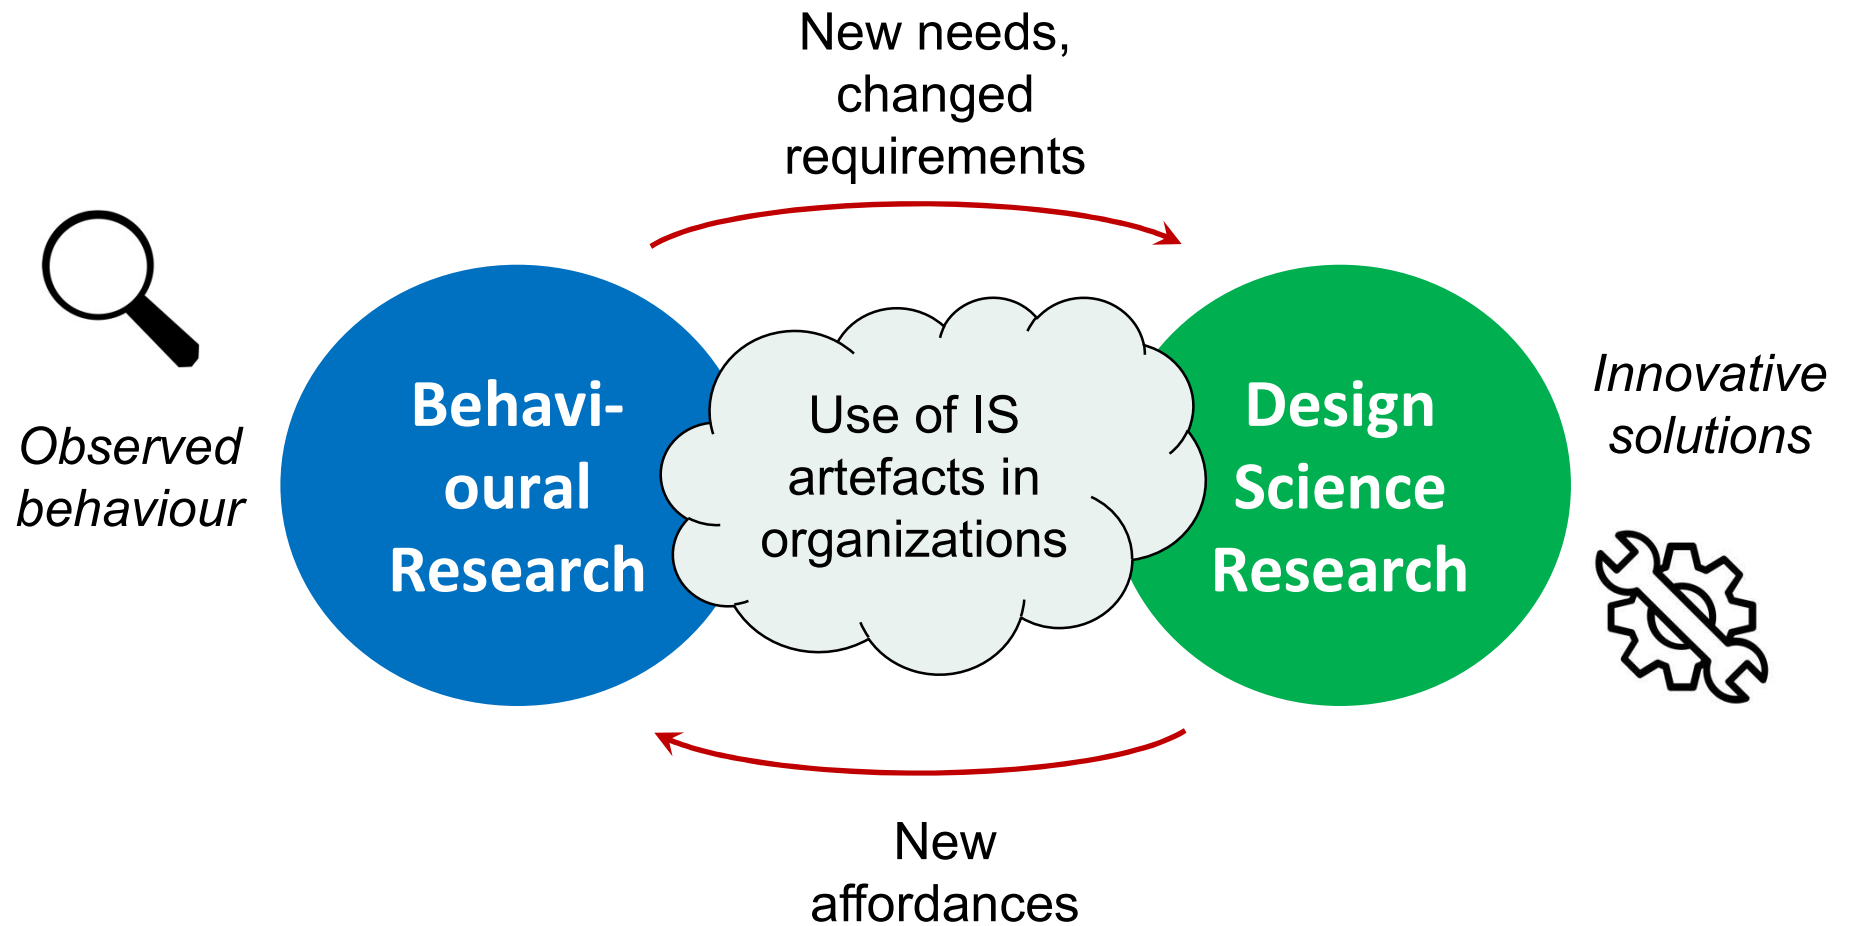 New needs,
changed
requirements
Observed
behaviour
Behavi-
oural
Research
Use of IS
artefacts in
organizations
Design
Science
Research
Innovative
solutions
New
affordances